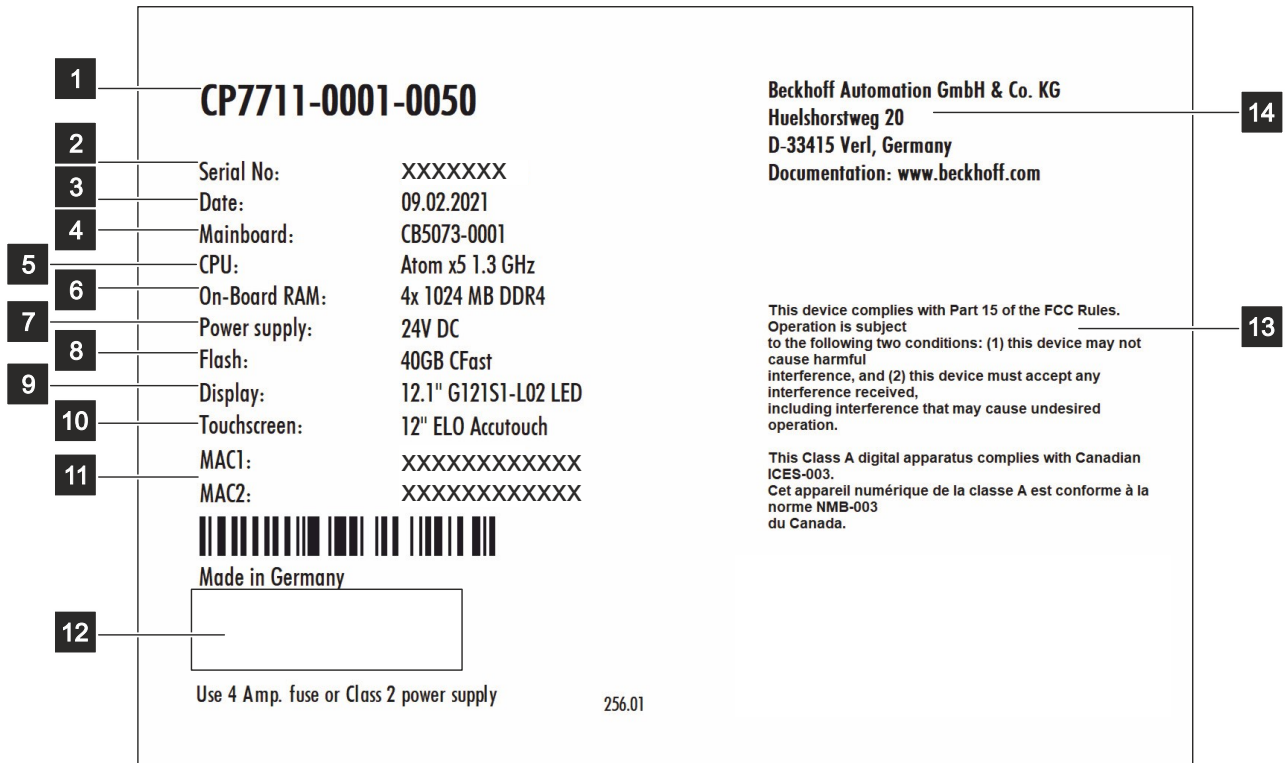 1
CP7711-0001-0050
2
Serial No: XXXXXXX
3
Date: 09.02.2021
4
Mainboard: CB5073-0001
5
CPU: Atom x5 1.3 GHz
6
On-Board RAM: 4x 1024 MB DDR4
7
Power supply: 24V DC
8
Flash: 40GB CFast
9
Display: 12.1" G121S1-L02 LED
10
Touchscreen: 12" ELO Accutouch
11
MAC1: XXXXXXXXXXXX
MAC2: XXXXXXXXXXXX
Made in Germany
12
Use 4 Amp. fuse or Class 2 power supply
256.01
Beckhoff Automation GmbH & Co. KG
Huelshorstweg 20
D-33415 Verl, Germany
Documentation: www.beckhoff.com
14
This device complies with Part 15 of the FCC Rules.
Operation is subject
to the following two conditions: (1) this device may not
cause harmful
interference, and (2) this device must accept any
interference received,
including interference that may cause undesired
operation.
13
This Class A digital apparatus complies with Canadian
ICES-003.
Cet appareil numérique de la classe A est conforme à la
norme NMB-003
du Canada.